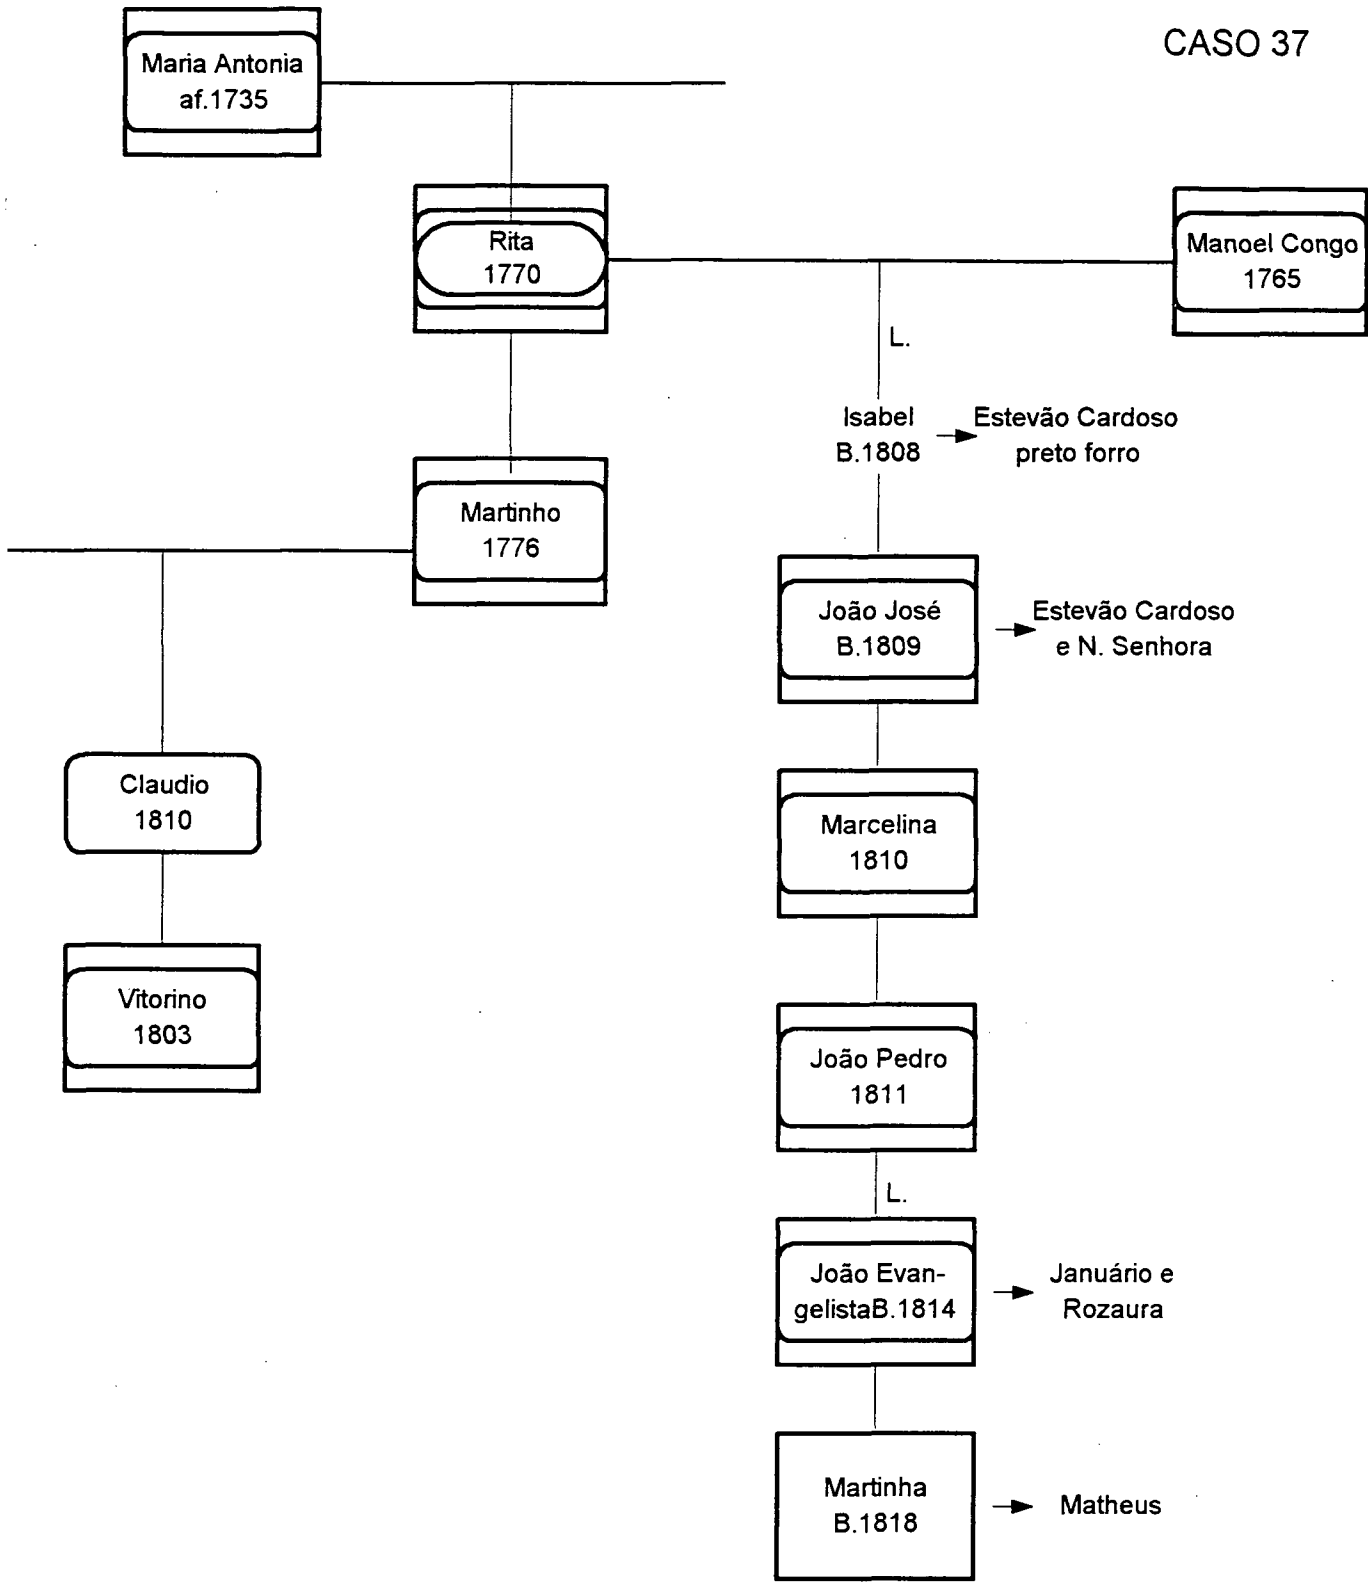 CASO 37
Maria Antonia
af.1735
Rita
1770
Manoel Congo
1765
L.
Isabel
B.1808
Estevão Cardoso
preto forro
Martinho
1776
João José
B.1809
Estevão Cardoso
e N. Senhora
Claudio
1810
Marcelina
1810
Vitorino
1803
João Pedro
1811
L.
João Evan-
gelistaB.1814
Januário e
Rozaura
Martinha
B.1818
Matheus